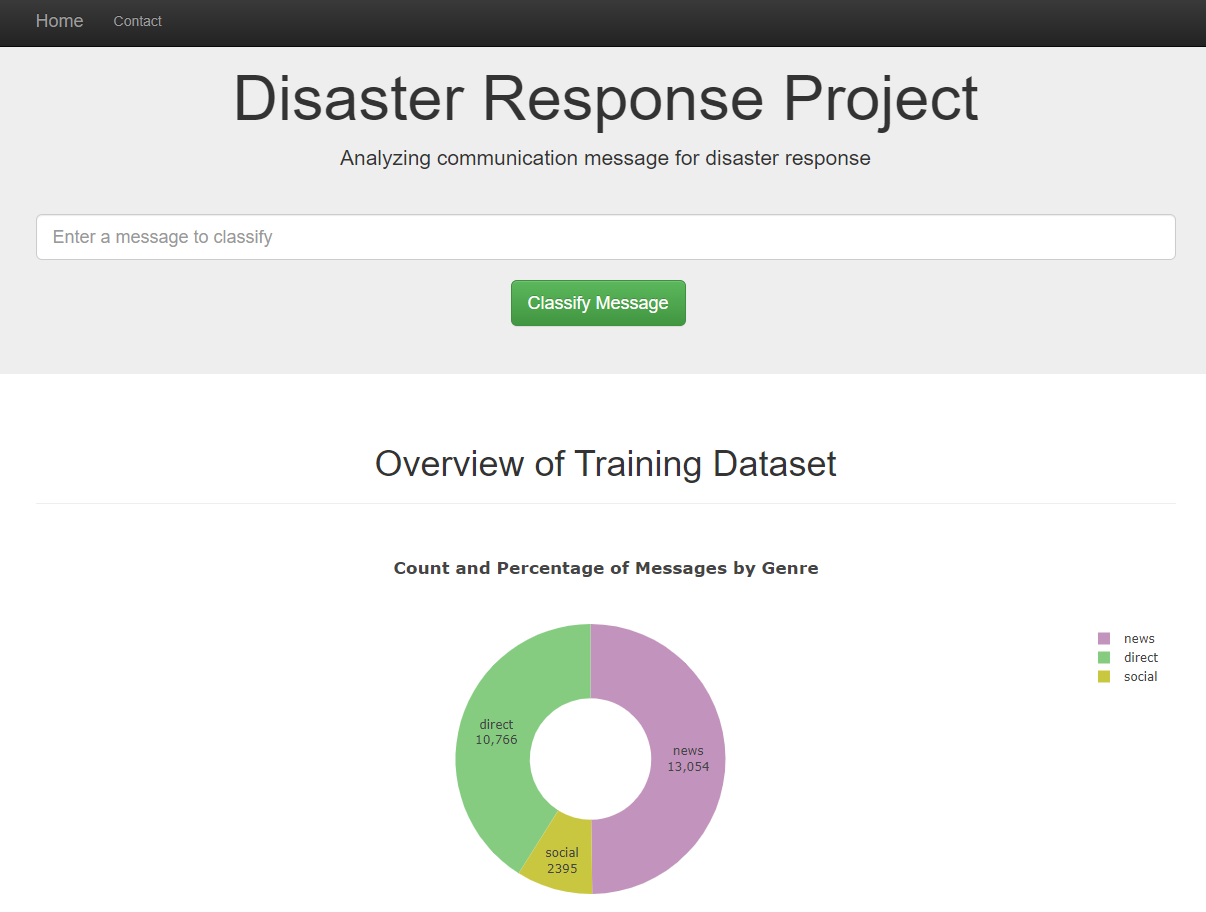 Home Contact
Disaster Response Project
Analyzing communication message for disaster response
Enter a message to classify
Classify Message
Overview of Training Dataset
Count and Percentage of Messages by Genre
news
direct
social
direct
10,766
news
13,054
social
2395